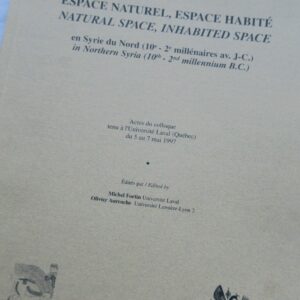 ESPACE NATUREL, ESPACE HABITÉ
NATURAL SPACE, INHABITED SPACE
en Syrie du Nord (10e - 2e millénaires av. J-C.)
in Northern Syria (10th - 2nd millennium B.C.)
Actes du colloque
tenu à l'Université Laval (Québec)
du 5 au 7 mai 1997
•
Édités par / Edited by
Michel Fortin Université Laval
Olivier Aurenche Université Lumière-Lyon 2